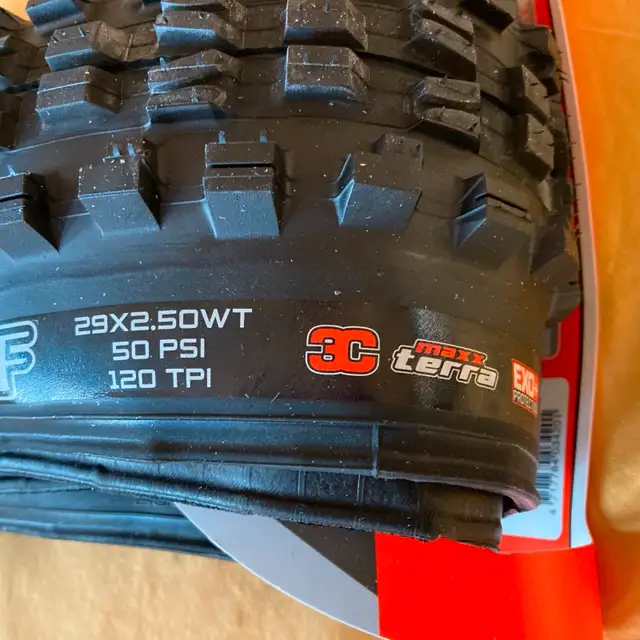 F
29X2.50WT
50 PSI
120 TPI
3C
maxx
terra
EXO+